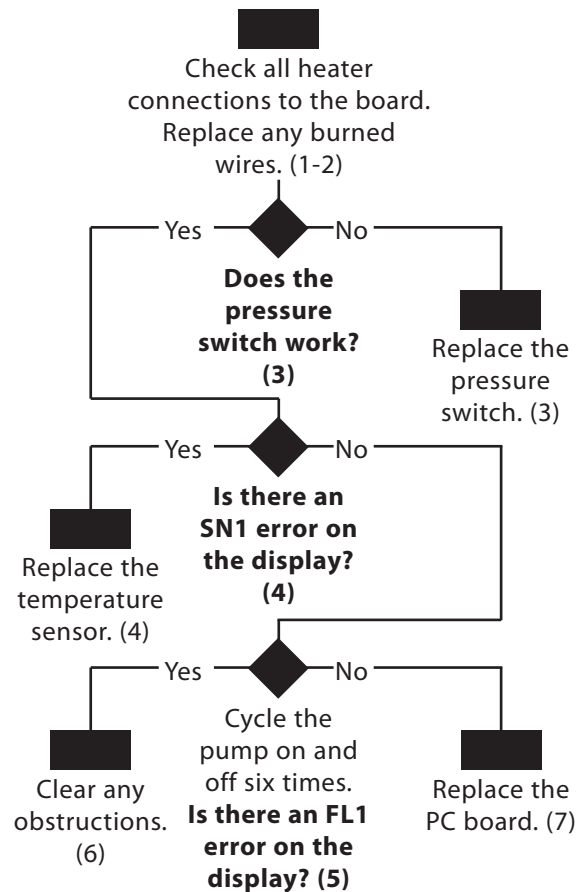 Check all heater
connections to the board.
Replace any burned
wires. (1-2)
Yes
No
Does the
pressure
switch work?
(3)
Replace the
pressure
switch. (3)
Yes
No
Is there an
SN1 error on
the display?
(4)
Replace the
temperature
sensor. (4)
Yes
No
Cycle the
pump on and
off six times.
Is there an FL1
error on the
display? (5)
Clear any
obstructions.
(6)
Replace the
PC board. (7)